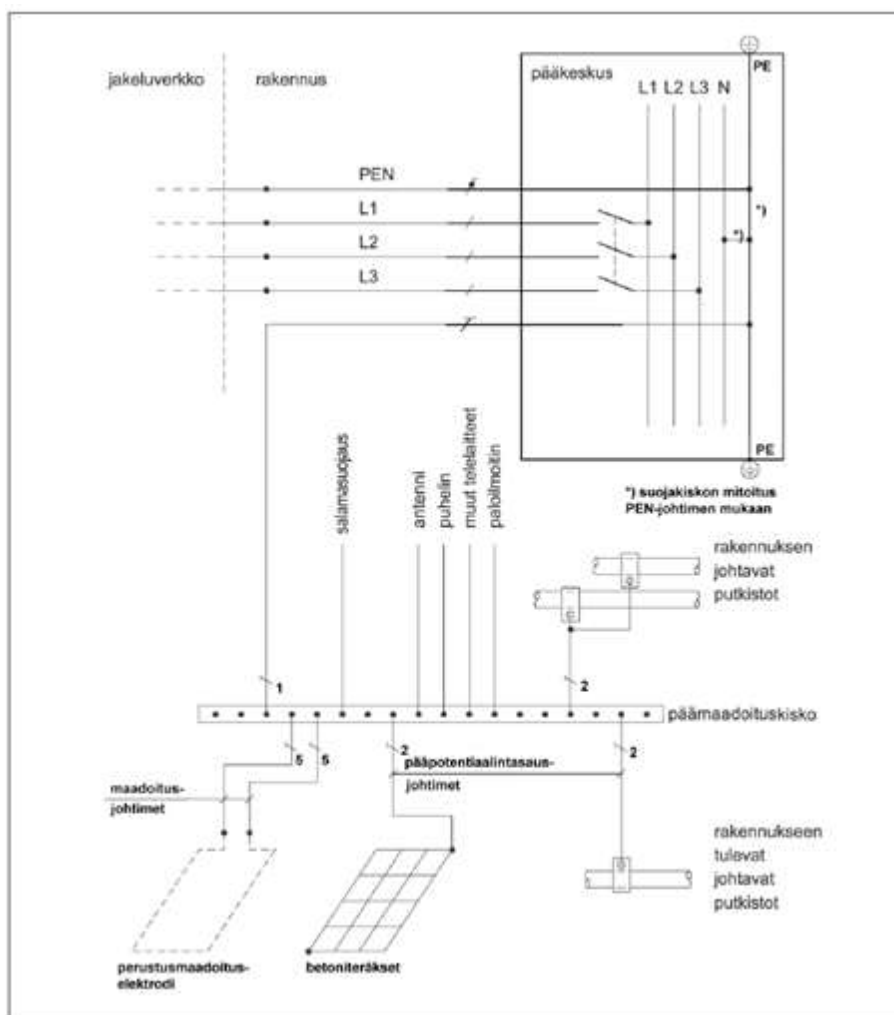 jakeluverkko
rakennus
pääkeskus
PE
L1 L2 L3 N
PEN
L1
*)
L2
*)
L3
PE
*) suojakiskon mitoitus
PEN-johtimen mukaan
salamasuojaus
antenni
puhelin
muut telelaitteet
paloilmoitin
rakennuksen
johtavat
putkistot
1
2
päämaadoituskisko
5
5
2
2
pääpotentiaalintasaus-
johtimet
maadoitus-
johtimet
rakennukseen
tulevat
johtavat
putkistot
perustusmaadoitus-
elektrodi
betoniteräkset